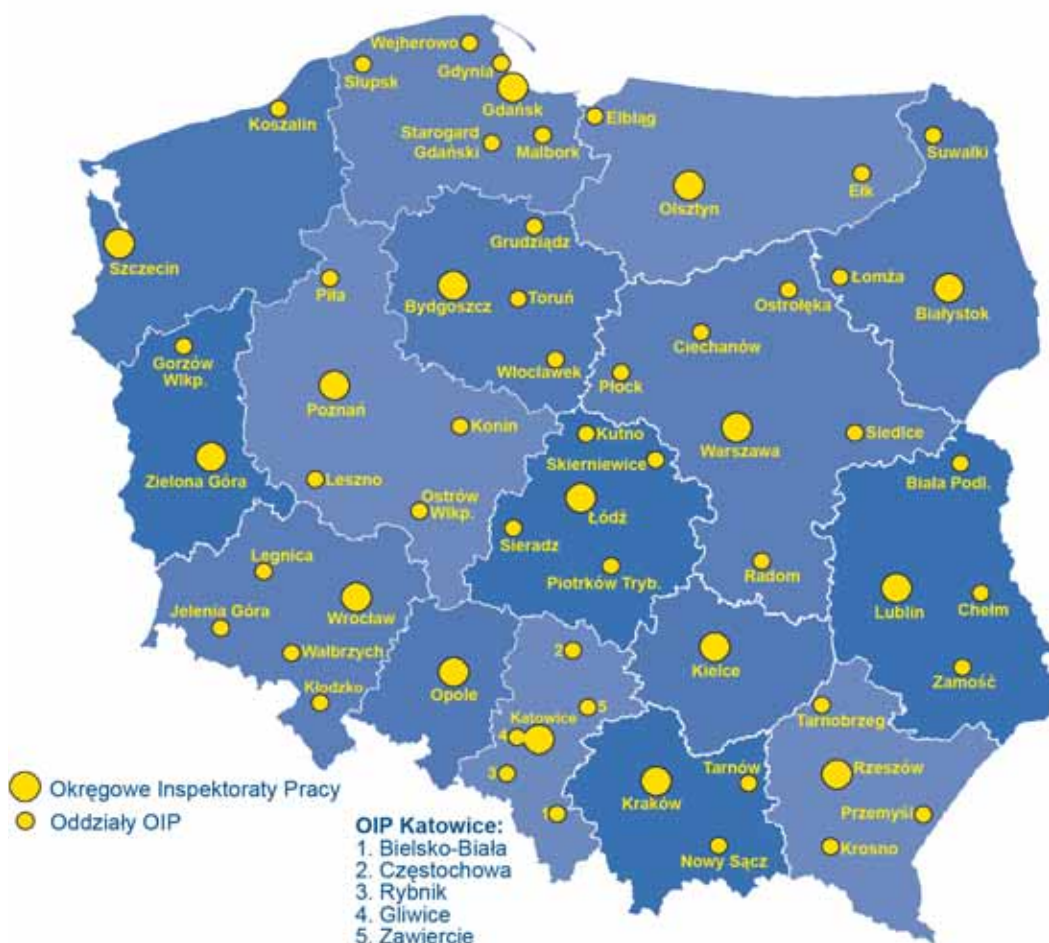 Wejherowo
Słupsk
Gdynia
Gdańsk
Koszalin
Starogard
Gdański
Malbork
Elbląg
Suwałki
Ełk
Olsztyn
Szczecin
Grudziądz
Piła
Bydgoszcz
Toruń
Łomża
Ostrołęka
Białystok
Ciechanów
Gorzów
Wlkp.
Włocławek
Płock
Poznań
Konin
Kutno
Warszawa
Siedlce
Skierniewice
Zielona Góra
Leszno
Biała Podl.
Ostrów
Wlkp.
Łódź
Sieradz
Legnica
Piotrków Tryb.
Radom
Jelenia Góra
Wrocław
Lublin
Chełm
Wałbrzych
2
Kielce
Kłodzko
Opole
Zamość
5
Katowice
Tarnobrzeg
4
3
Tarnów
Rzeszów
Kraków
1
Przemyśl
Nowy Sącz
Krosno
Okręgowe Inspektoraty Pracy
Oddziały OIP
OIP Katowice:
1. Bielsko-Biała
2. Częstochowa
3. Rybnik
4. Gliwice
5. Zawiercie